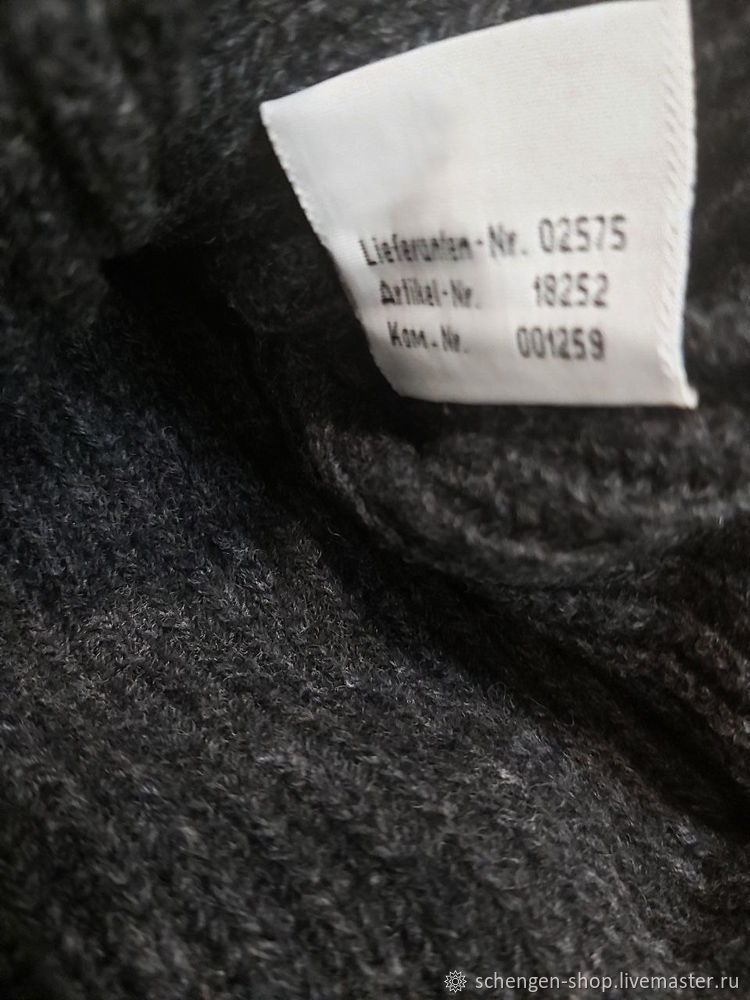 Lieferanten-Nr. 02575
Artikel-Nr. 18252
Kom.-Nr. 001259
schengen-shop.livemaster.ru